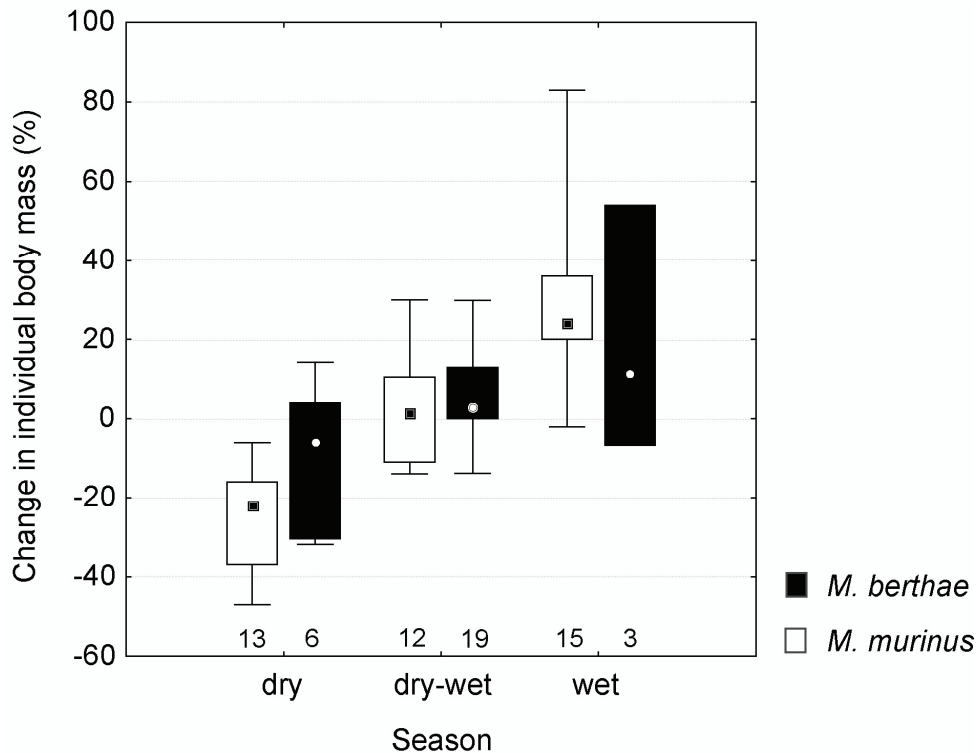 Change in individual body mass (%)
100
80
60
40
20
0
-20
-40
-60
13 6 12 19 15 3
dry dry-wet wet
Season
M. berthae
M. murinus